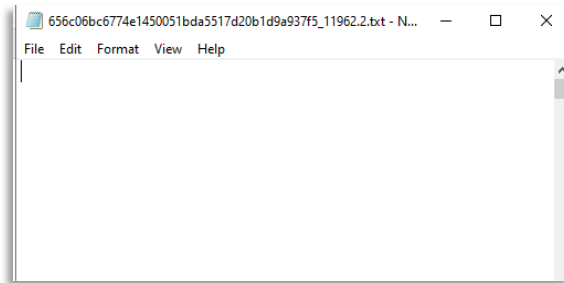 656c06bc6774e1450051bda5517d20b1d9a937f5_11962.2.txt - N...
File Edit Format View Help